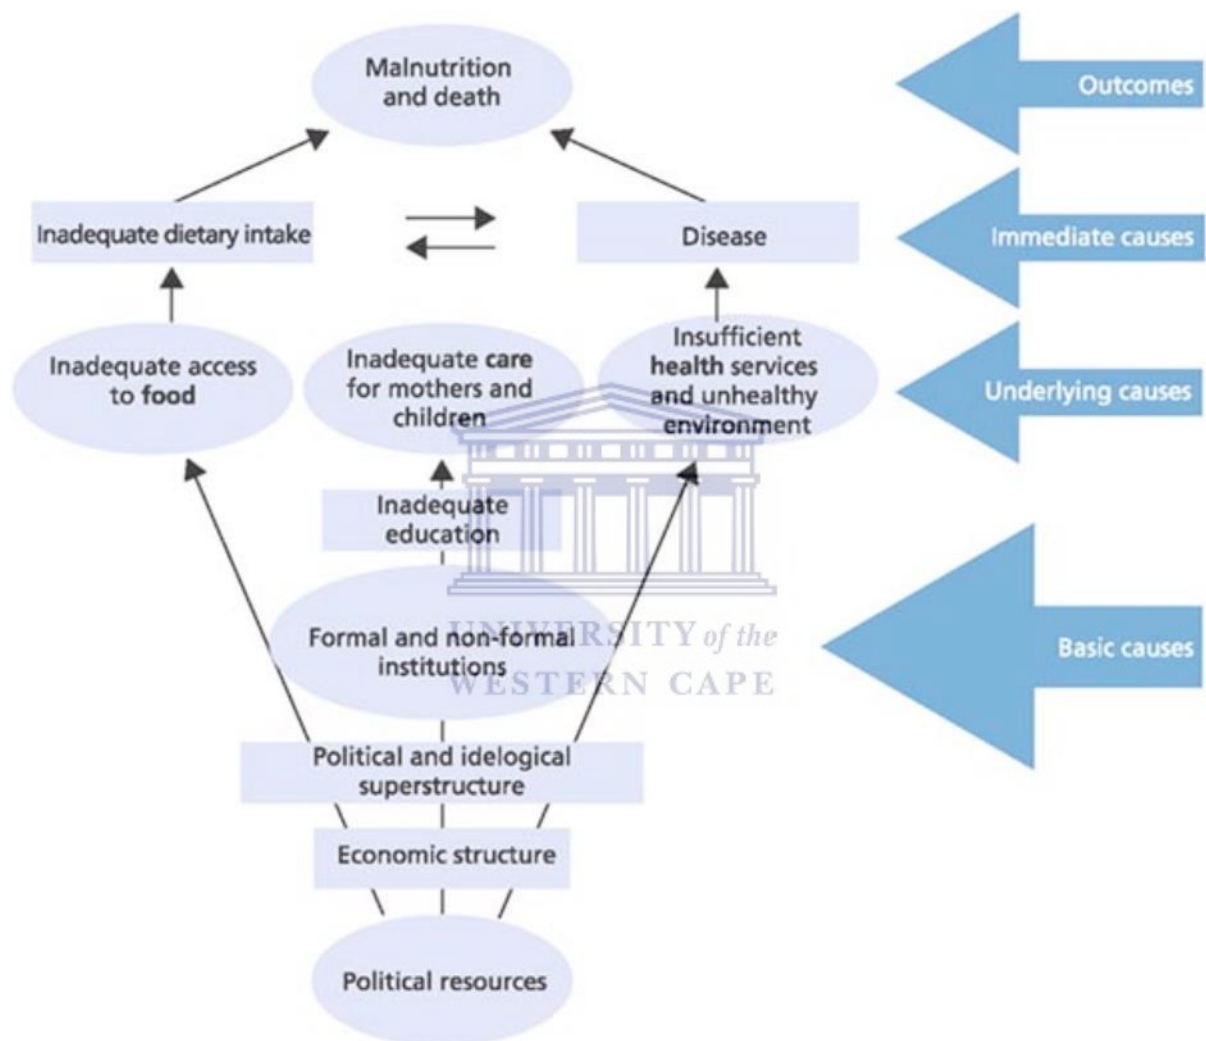 Malnutrition
and death
Outcomes
Inadequate dietary intake
Disease
Immediate causes
Inadequate access
to food
Inadequate care
for mothers and
children
Insufficient
health services
and unhealthy
environment
Underlying causes
Inadequate
education
Formal and non-formal
institutions
UNIVERSITY of the
WESTERN CAPE
Basic causes
Political and idelogical
superstructure
Economic structure
Political resources